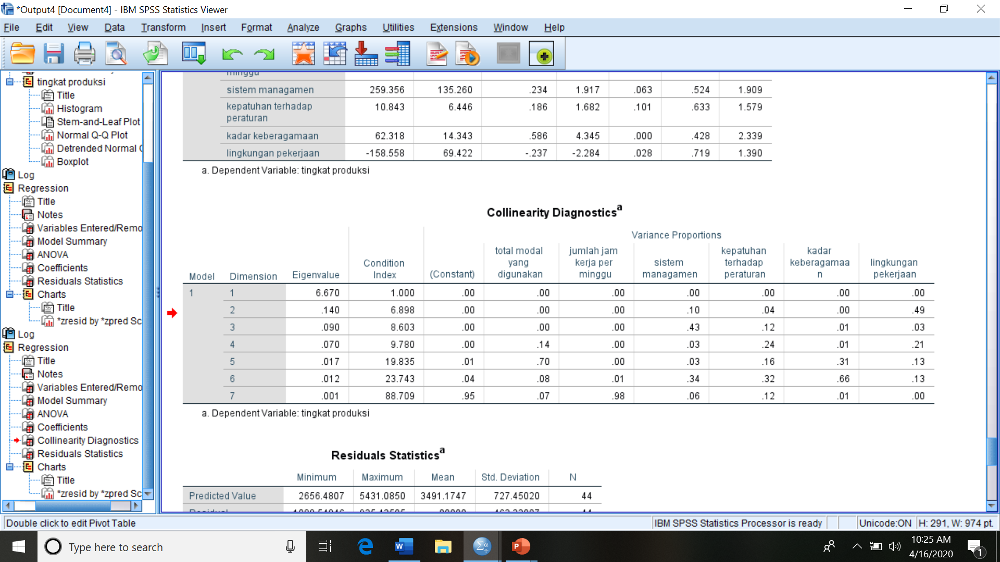 *Output4 [Document4] - IBM SPSS Statistics Viewer
File Edit View Data Transform Insert Format Analyze Graphs Utilities Extensions Window Help
tingkat produksi
Title
Histogram
Stem-and-Leaf Plot
Normal Q-Q Plot
Detrended Normal
Boxplot
Log
Regression
Title
Notes
Variables Entered/Remo
Model Summary
ANOVA
Coefficients
Residuals Statistics
Charts
Title
*zresid by *zpred Sc
Log
Regression
Title
Notes
Variables Entered/Remo
Model Summary
ANOVA
Coefficients
Collinearity Diagnostics
Residuals Statistics
Charts
Title
*zresid by *zpred Sc
minggu
sistem managamen 259.356 135.260 .234 1.917 .063 .524 1.909
kepatuhan terhadap
peraturan
10.843 6.446 .186 1.682 .101 .633 1.579
kadar keberagamaan 62.318 14.343 .586 4.345 .000 .428 2.339
lingkungan pekerjaan -158.558 69.422 -.237 -2.284 .028 .719 1.390
a. Dependent Variable: tingkat produksi
Collinearity Diagnosticsa
Variance Proportions
Model
Dimension
Eigenvalue
Condition
Index
(Constant)
total modal
yang
digunakan
jumlah jam
kerja per
minggu
sistem
managamen
kepatuhan
terhadap
peraturan
kadar
keberagamaa
n
lingkungan
pekerjaan
1 1 6.670 1.000 .00 .00 .00 .00 .00 .00 .00
2 .140 6.898 .00 .00 .00 .10 .04 .00 .49
3 .090 8.603 .00 .00 .00 .43 .12 .01 .03
4 .070 9.780 .00 .14 .00 .03 .24 .01 .21
5 .017 19.835 .01 .70 .00 .03 .16 .31 .13
6 .012 23.743 .04 .08 .01 .34 .32 .66 .13
7 .001 88.709 .95 .07 .98 .06 .12 .01 .00
a. Dependent Variable: tingkat produksi
Residuals Statisticsa
Minimum Maximum Mean Std. Deviation N
Predicted Value 2656.4807 5431.0850 3491.1747 727.45020 44
Double click to edit Pivot Table
IBM SPSS Statistics Processor is ready
Unicode:ON H: 291, W: 974 pt.
Type here to search
10:25 AM
4/16/2020
1